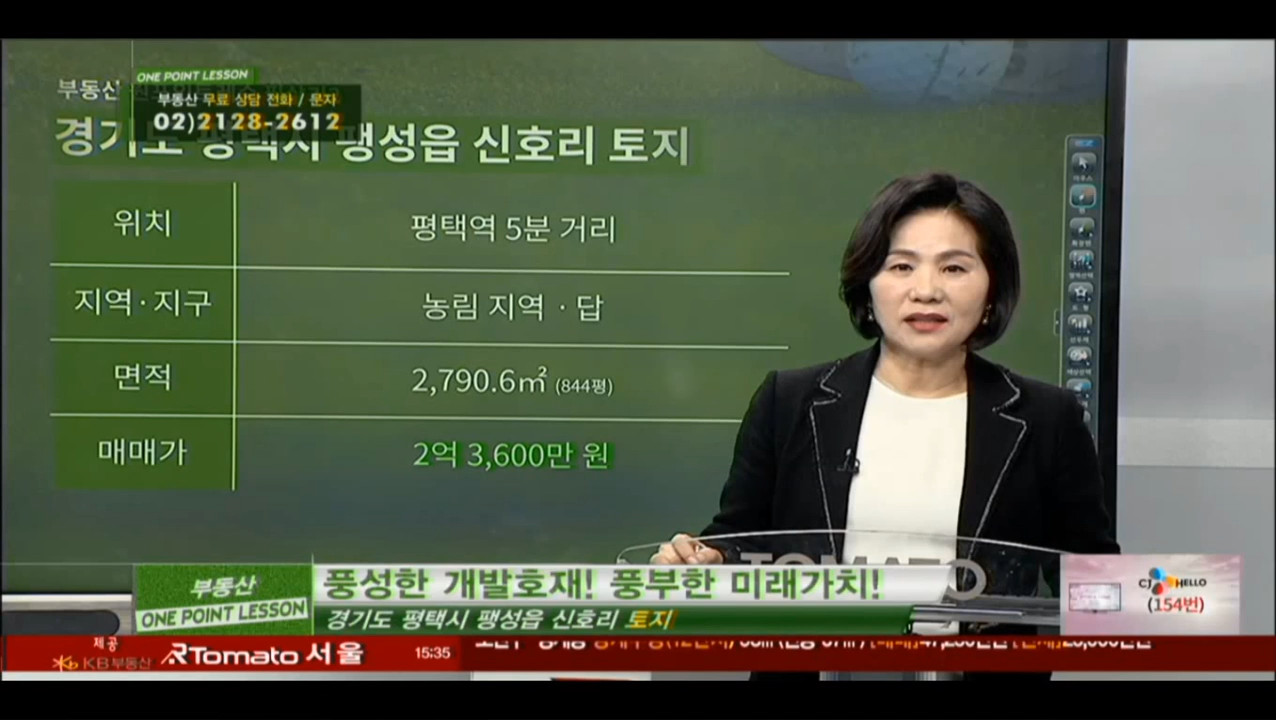 ONE POINT LESSON
부동산
부동산 무료 상담 전화 / 문자
02)2128-2612
경기도 평택시 팽성읍 신호리 토지
위치 평택역 5분 거리
지역·지구 농림 지역 · 답
면적 2,790.6㎡ (844평)
매매가 2억 3,600만 원
TOMATO
부동산
ONE POINT LESSON
풍성한 개발호재! 풍부한 미래가치!
경기도 평택시 팽성읍 신호리 토지
CJ HELLO
(154번)
제공
KB부동산
RTomato 서울
15:35